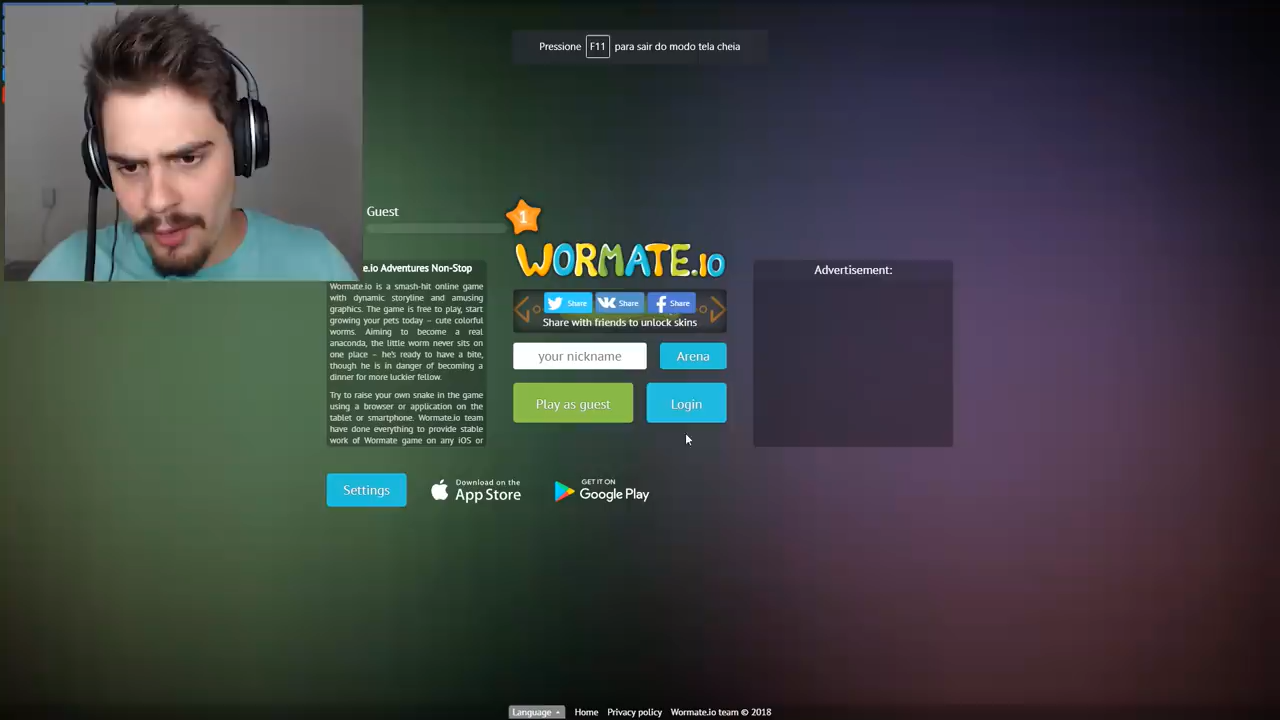 Pressione F11 para sair do modo tela cheia
Guest
1
WORMATE.IO
te.io Adventures Non-Stop
Wormate.io is a smash-hit online game
with dynamic storyline and amusing
graphics. The game is free to play, start
growing your pets today – cute colorful
worms. Aiming to become a real
anaconda, the little worm never sits on
one place – he's ready to have a bite,
though he is in danger of becoming a
dinner for more luckier fellow.
Try to raise your own snake in the game
using a browser or application on the
tablet or smartphone. Wormate.io team
have done everything to provide stable
work of Wormate game on any iOS or
Share Share Share
Share with friends to unlock skins
your nickname
Arena
Play as guest
Login
Advertisement:
Settings
Download on the
App Store
GET IT ON
Google Play
Language
Home
Privacy policy
Wormate.io team © 2018